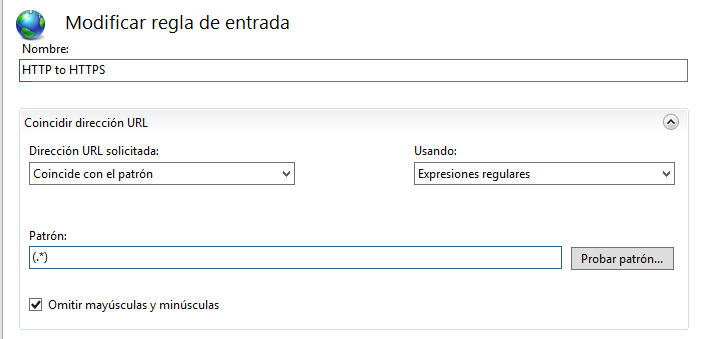 Modificar regla de entrada
Nombre:
HTTP to HTTPS
Coincidir dirección URL
Dirección URL solicitada:
Usando:
Coincide con el patrón
Expresiones regulares
Patrón:
(.*)
Probar patrón...
Omitir mayúsculas y minúsculas